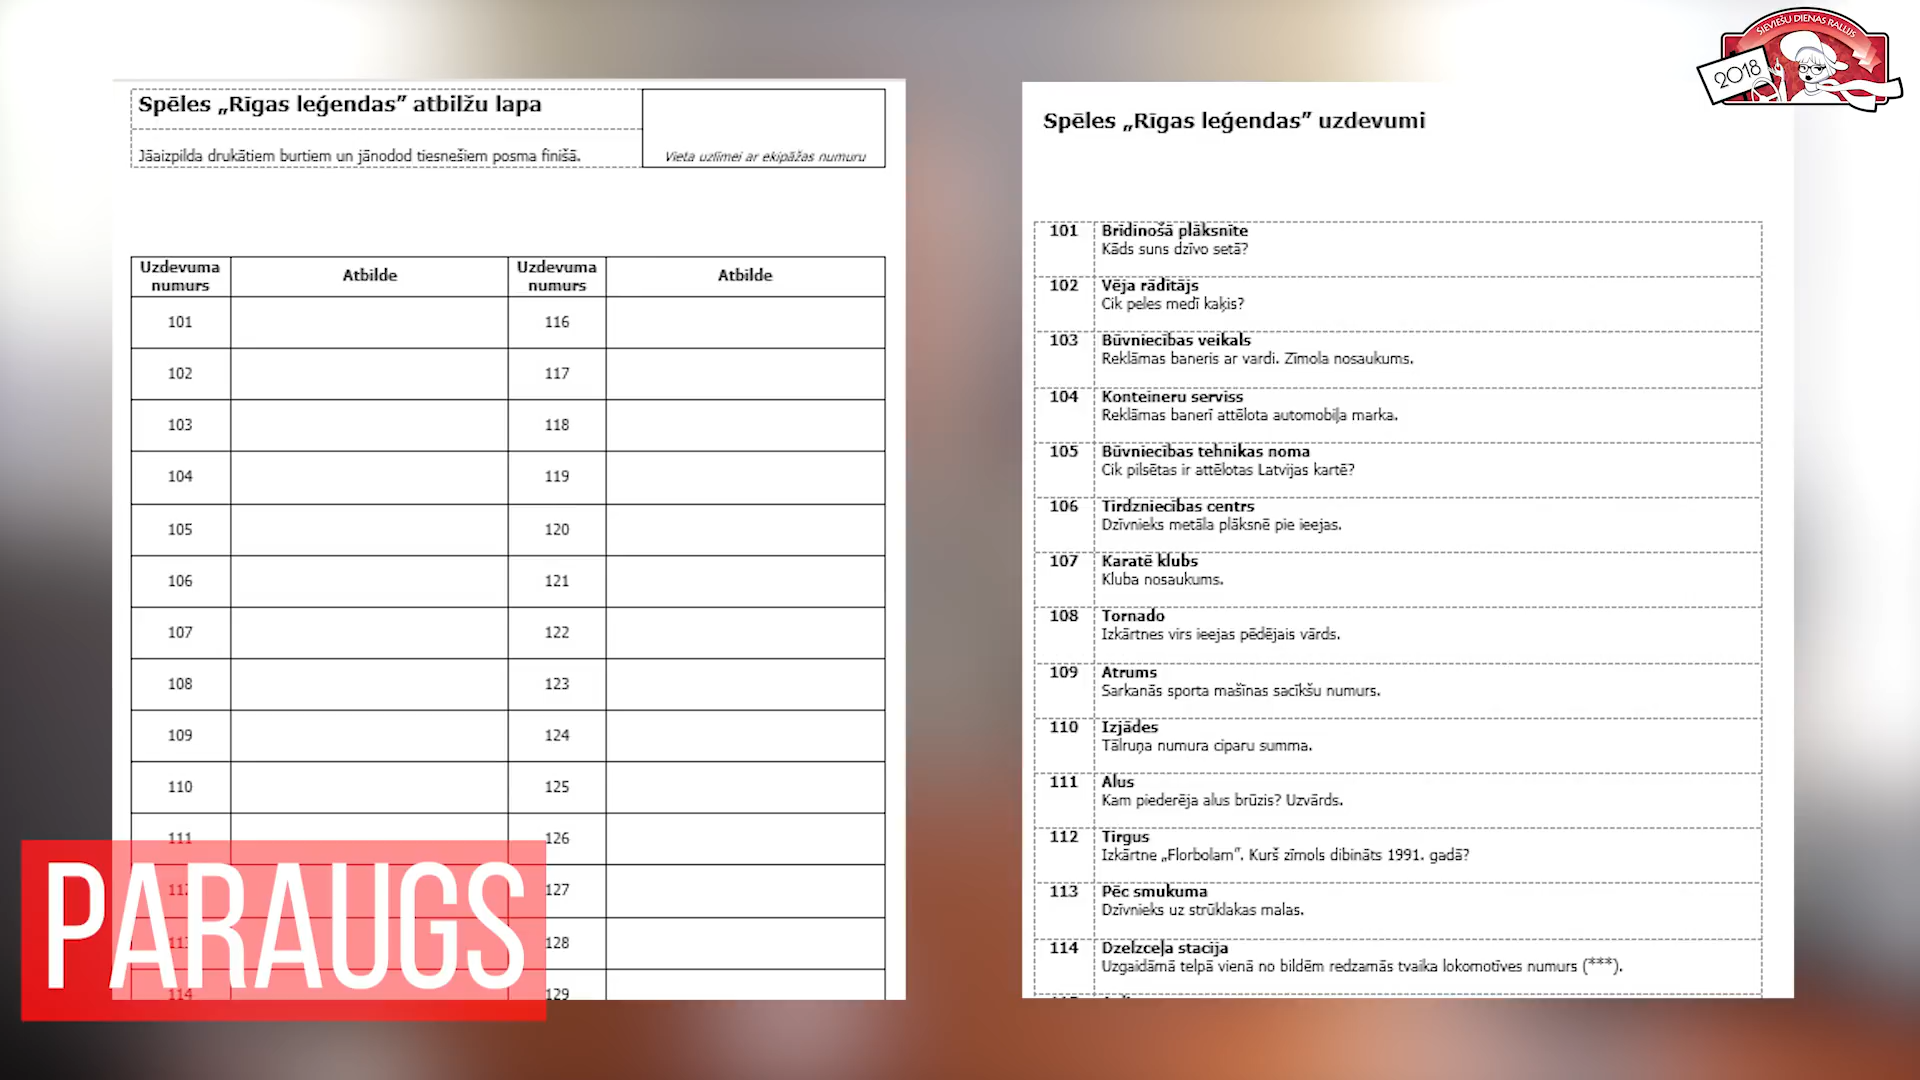 SIEVIEŠU DIENAS RALLIJS
2018
Spēles „Rīgas leģendas” atbilžu lapa
Jāaizpilda drukātiem burtiem un jānodod tiesnešiem posma finišā.
Vieta uzlīmei ar ekipāžas numuru
Uzdevuma numurs Atbilde Uzdevuma numurs Atbilde
101 116
102 117
103 118
104 119
105 120
106 121
107 122
108 123
109 124
110 125
111 126
112 127
113 128
114 129
PARAUGS
Spēles „Rīgas leģendas” uzdevumi
101 Brīdinošā plāksnīte
Kāds suns dzīvo sētā?
102 Vēja rādītājs
Cik peles medī kaķis?
103 Būvniecības veikals
Reklāmas baneris ar vardi. Zīmola nosaukums.
104 Konteineru serviss
Reklāmas banerī attēlota automobiļa marka.
105 Būvniecības tehnikas noma
Cik pilsētas ir attēlotas Latvijas kartē?
106 Tirdzniecības centrs
Dzīvnieks metāla plāksnē pie ieejas.
107 Karatē klubs
Kluba nosaukums.
108 Tornado
Izkārtnes virs ieejas pēdējais vārds.
109 Ātrums
Sarkanās sporta mašīnas sacīkšu numurs.
110 Izjādes
Tālruņa numura ciparu summa.
111 Alus
Kam piederēja alus brūzis? Uzvārds.
112 Tirgus
Izkārtne „Florbolam”. Kurš zīmols dibināts 1991. gadā?
113 Pēc smukuma
Dzīvnieks uz strūklakas malas.
114 Dzelzceļa stacija
Uzgaidāmā telpā vienā no bildēm redzamās tvaika lokomotīves numurs (***).